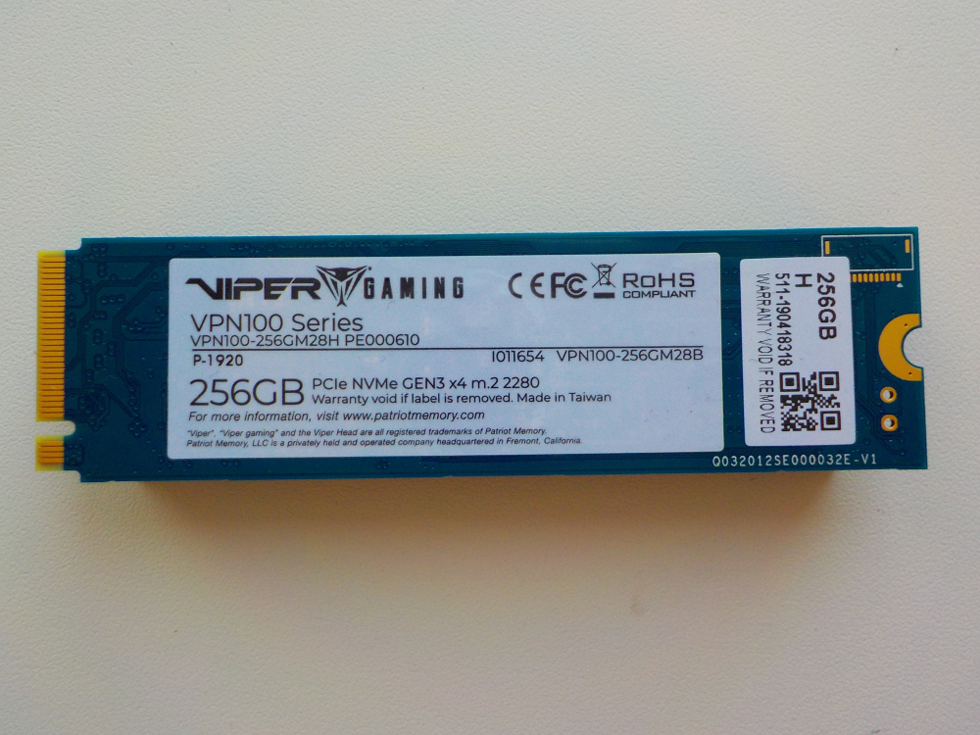 VIPER GAMING CE FC RoHS
COMPLIANT
VPN100 Series
VPN100-256GM28H PE000610
P-1920 I011654 VPN100-256GM28B
256GB PCIe NVMe GEN3 x4 m.2 2280
Warranty void if label is removed. Made in Taiwan
For more information, visit www.patriotmemory.com
"Viper", "Viper gaming" and the Viper Head are all registered trademarks of Patriot Memory.
Patriot Memory, LLC is a privately held and operated company headquartered in Fremont, California.
256GB
H
511-190418318
WARRANTY VOID IF REMOVED
Q032012SE000032E-V1